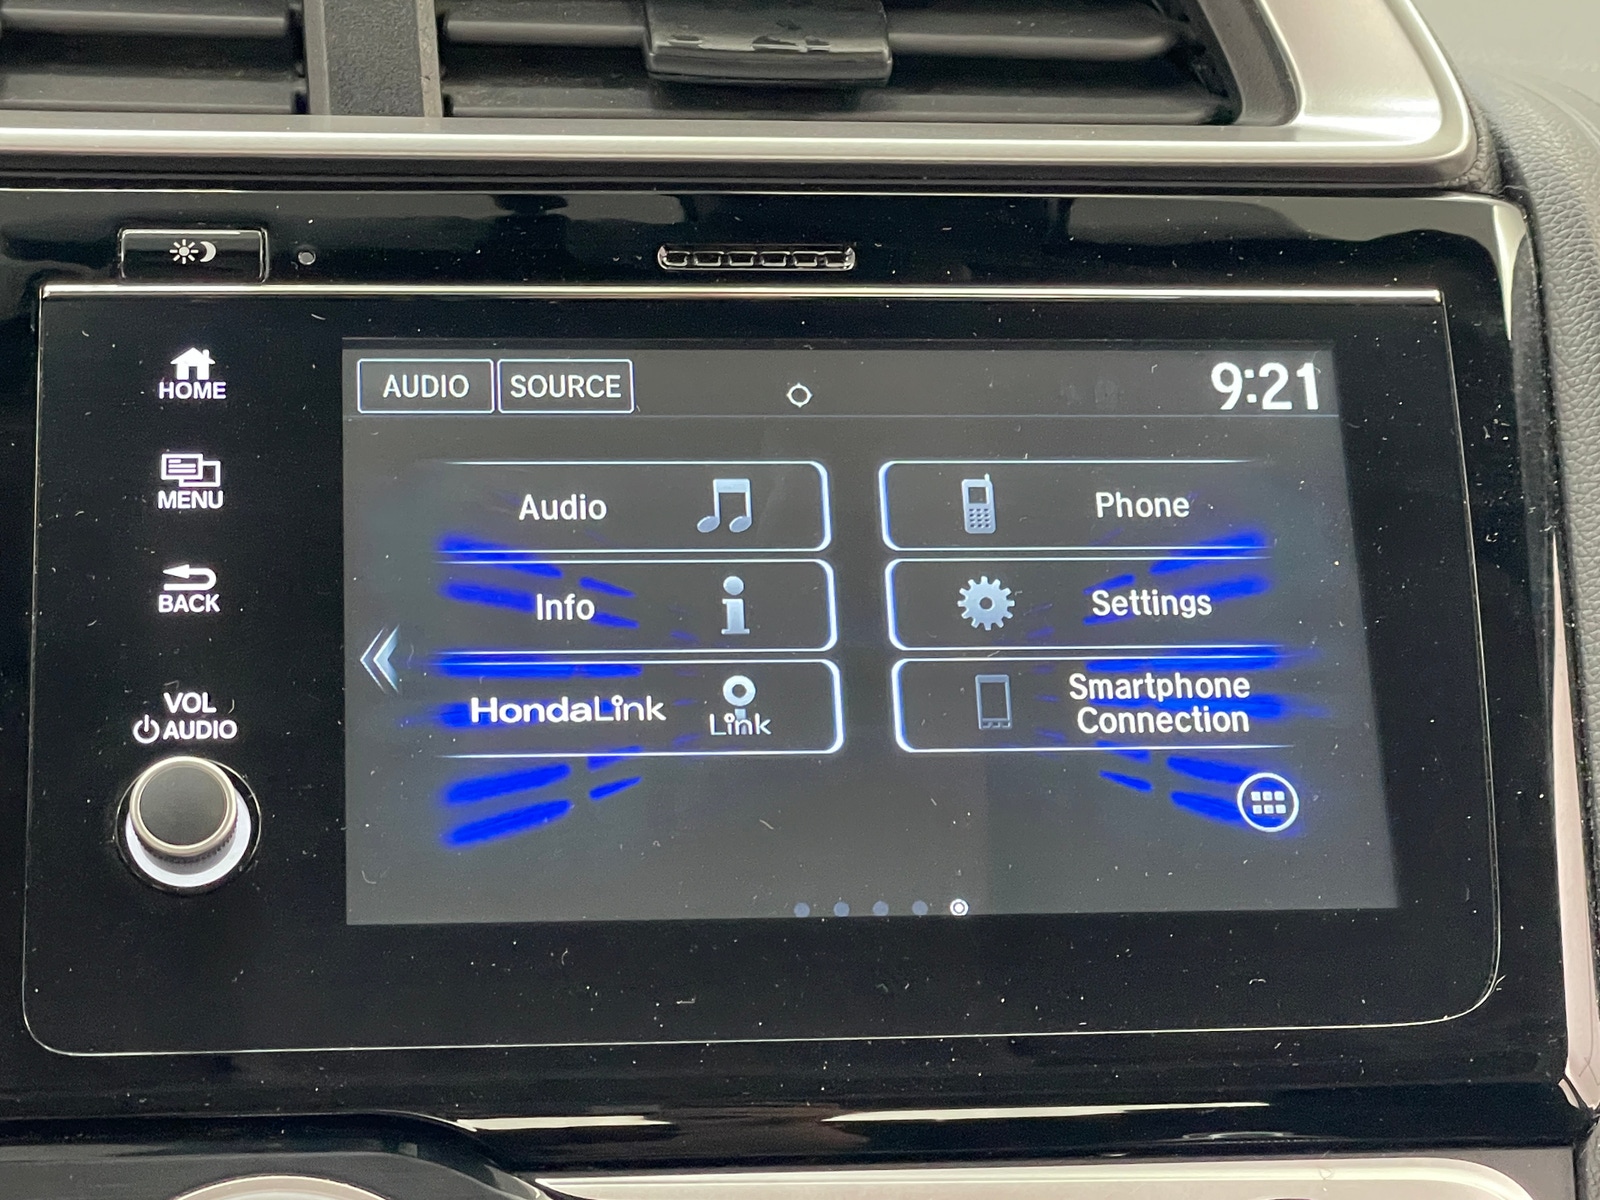 HOME
MENU
BACK
VOL
AUDIO
AUDIO SOURCE 9:21
Audio
Phone
Info
Settings
HondaLink
Link
Smartphone
Connection